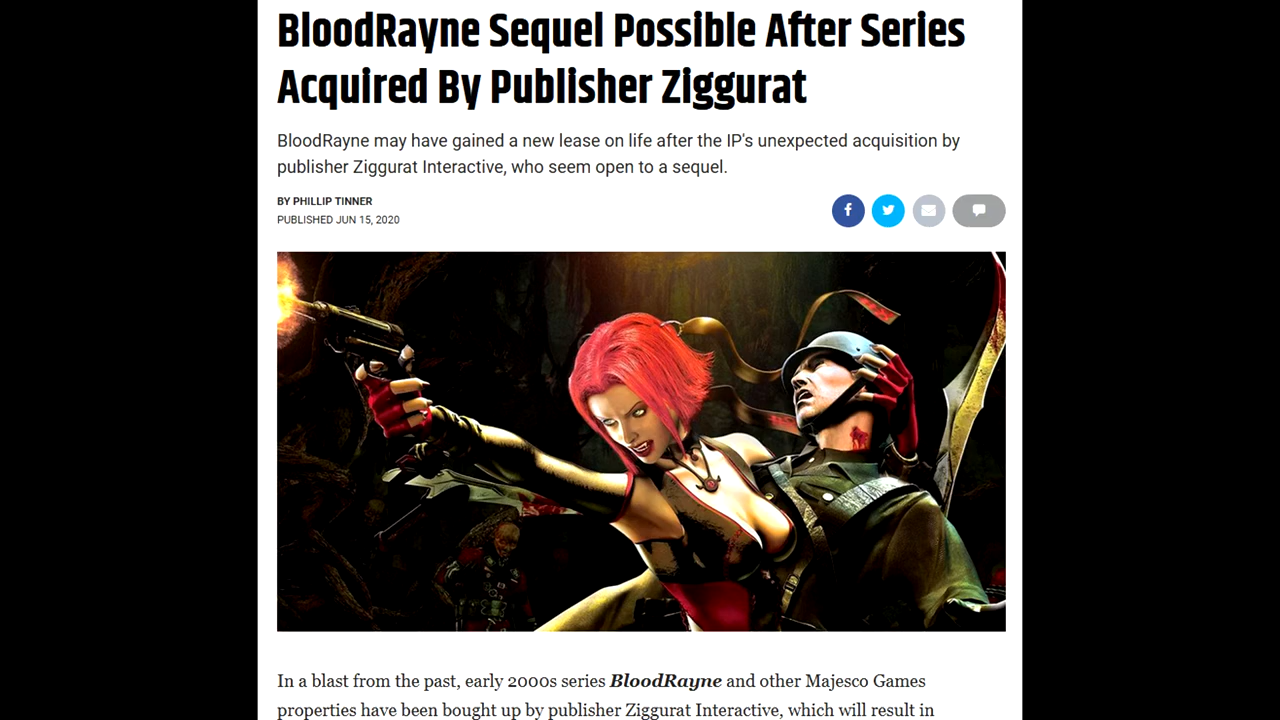 BloodRayne Sequel Possible After Series
Acquired By Publisher Ziggurat
BloodRayne may have gained a new lease on life after the IP's unexpected acquisition by
publisher Ziggurat Interactive, who seem open to a sequel.
BY PHILLIP TINNER
PUBLISHED JUN 15, 2020
In a blast from the past, early 2000s series BloodRayne and other Majesco Games
properties have been bought up by publisher Ziggurat Interactive, which will result in